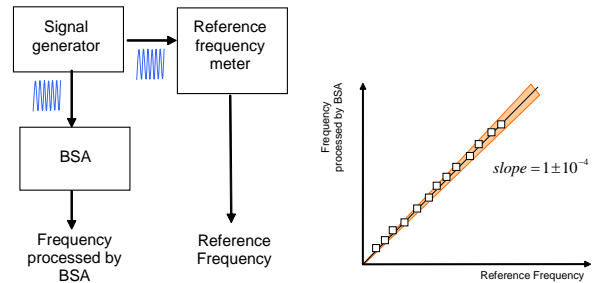 Signal
generator
Reference
frequency
meter
BSA
Frequency
processed by
BSA
Reference
Frequency
Frequency
processed by BSA
slope = 1±10⁻⁴
Reference Frequency